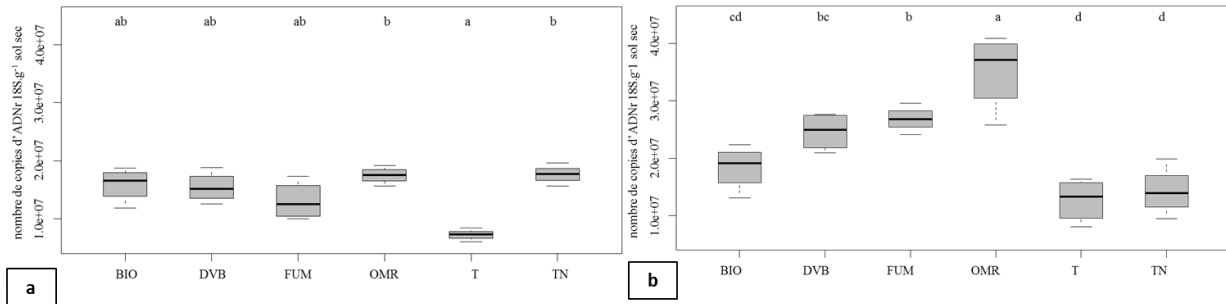 ab ab ab b a b
nombre de copies d'ADNr 18S.g⁻¹ sol sec
4.0e+07
3.0e+07
2.0e+07
1.0e+07
BIO DVB FUM OMR T TN
a
cd bc b a d d
nombre de copies d'ADNr 18S.g-1 sol sec
4.0e+07
3.0e+07
2.0e+07
1.0e+07
BIO DVB FUM OMR T TN
b